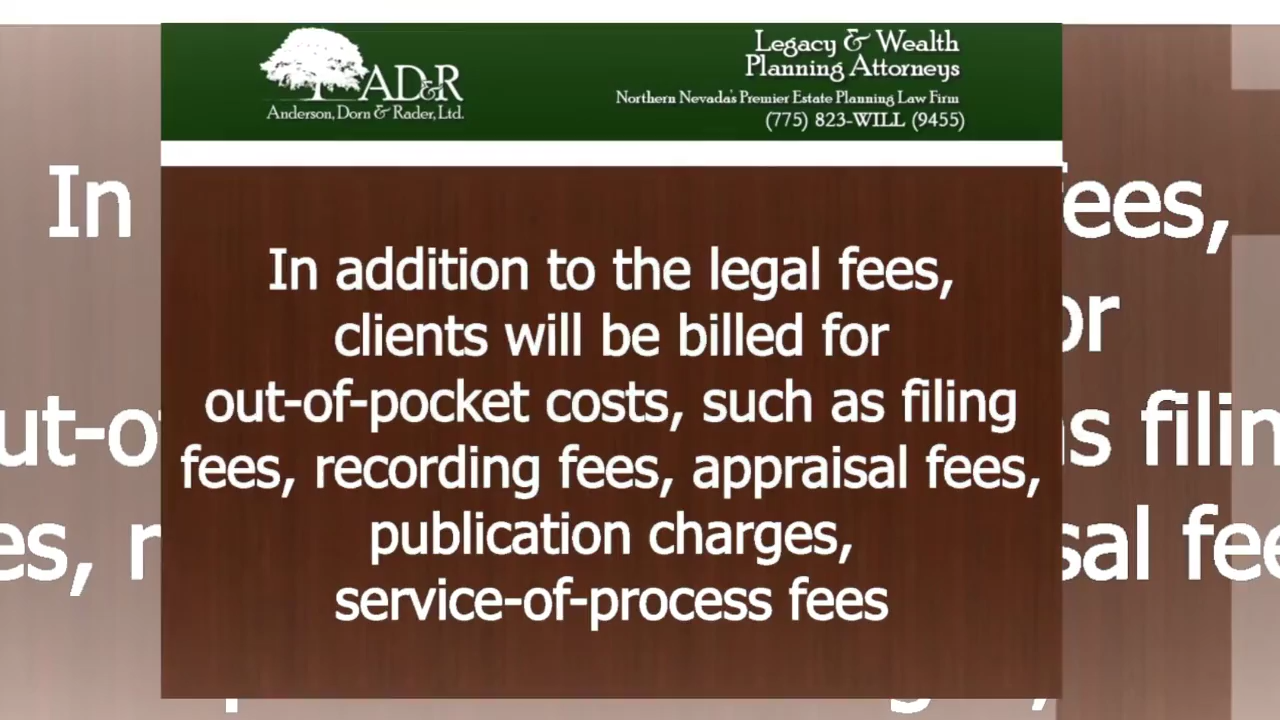 AD&R
Anderson, Dorn & Rader, Ltd.
Legacy & Wealth
Planning Attorneys
Northern Nevada's Premier Estate Planning Law Firm
(775) 823-WILL (9455)
In addition to the legal fees,
clients will be billed for
out-of-pocket costs, such as filing
fees, recording fees, appraisal fees,
publication charges,
service-of-process fees